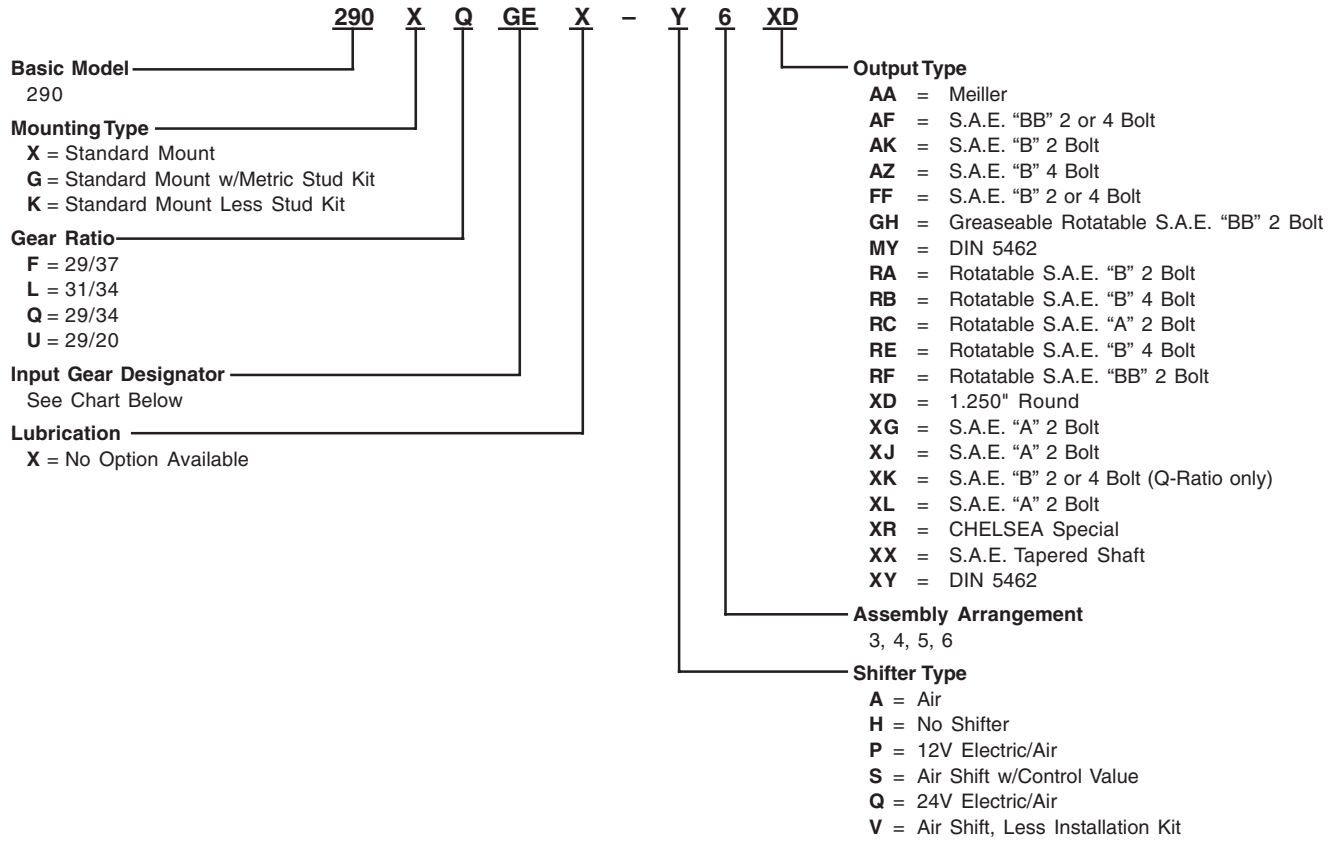 290 X Q GE X – Y 6 XD
Basic Model
290
Mounting Type
X = Standard Mount
G = Standard Mount w/Metric Stud Kit
K = Standard Mount Less Stud Kit
Gear Ratio
F = 29/37
L = 31/34
Q = 29/34
U = 29/20
Input Gear Designator
See Chart Below
Lubrication
X = No Option Available
Output Type
AA = Meiller
AF = S.A.E. “BB” 2 or 4 Bolt
AK = S.A.E. “B” 2 Bolt
AZ = S.A.E. “B” 4 Bolt
FF = S.A.E. “B” 2 or 4 Bolt
GH = Greaseable Rotatable S.A.E. “BB” 2 Bolt
MY = DIN 5462
RA = Rotatable S.A.E. “B” 2 Bolt
RB = Rotatable S.A.E. “B” 4 Bolt
RC = Rotatable S.A.E. “A” 2 Bolt
RE = Rotatable S.A.E. “B” 4 Bolt
RF = Rotatable S.A.E. “BB” 2 Bolt
XD = 1.250" Round
XG = S.A.E. “A” 2 Bolt
XJ = S.A.E. “A” 2 Bolt
XK = S.A.E. “B” 2 or 4 Bolt (Q-Ratio only)
XL = S.A.E. “A” 2 Bolt
XR = CHELSEA Special
XX = S.A.E. Tapered Shaft
XY = DIN 5462
Assembly Arrangement
3, 4, 5, 6
Shifter Type
A = Air
H = No Shifter
P = 12V Electric/Air
S = Air Shift w/Control Value
Q = 24V Electric/Air
V = Air Shift, Less Installation Kit